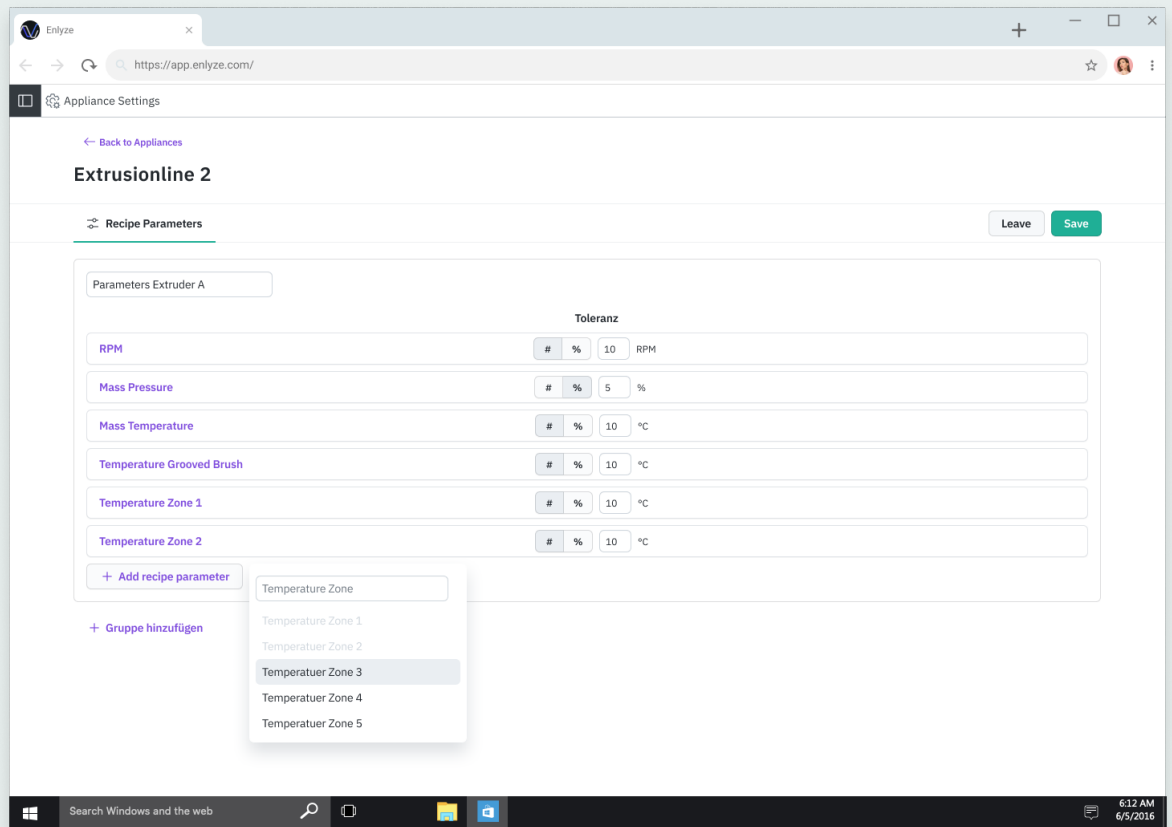 Enlyze
https://app.enlyze.com/
Appliance Settings
Back to Appliances
Extrusionline 2
Recipe Parameters
Leave
Save
Parameters Extruder A
Toleranz
RPM # % 10 RPM
Mass Pressure # % 5 %
Mass Temperature # % 10 °C
Temperature Grooved Brush # % 10 °C
Temperature Zone 1 # % 10 °C
Temperature Zone 2 # % 10 °C
+ Add recipe parameter
Temperature Zone
Temperature Zone 1
Temperatuer Zone 2
Temperatuer Zone 3
Temperatuer Zone 4
Temperatuer Zone 5
+ Gruppe hinzufügen
Search Windows and the web
6:12 AM
6/5/2016